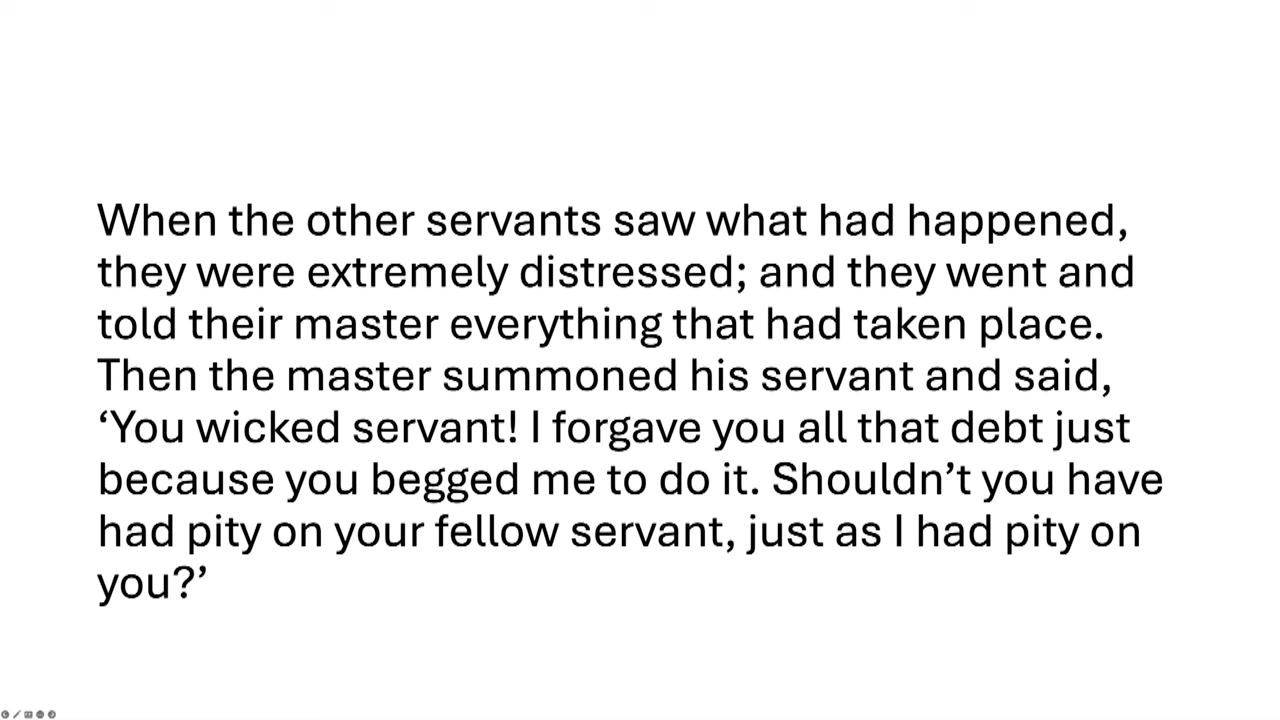 When the other servants saw what had happened,
they were extremely distressed; and they went and
told their master everything that had taken place.
Then the master summoned his servant and said,
‘You wicked servant! I forgave you all that debt just
because you begged me to do it. Shouldn’t you have
had pity on your fellow servant, just as I had pity on
you?’